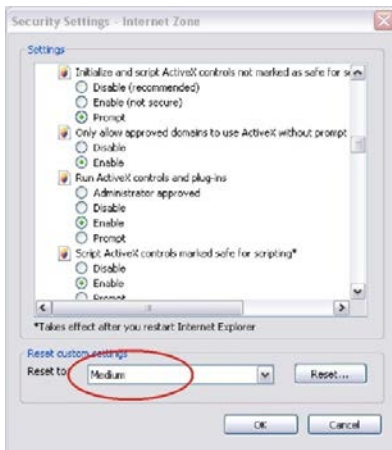 Security Settings - Internet Zone
Settings
Initialize and script ActiveX controls not marked as safe for s
Disable (recommended)
Enable (not secure)
Prompt
Only allow approved domains to use ActiveX without prompt
Disable
Enable
Run ActiveX controls and plug-ins
Administrator approved
Disable
Enable
Prompt
Script ActiveX controls marked safe for scripting*
Disable
Enable
Prompt
*Takes effect after you restart Internet Explorer
Reset custom settings
Reset to: Medium Reset...
OK Cancel